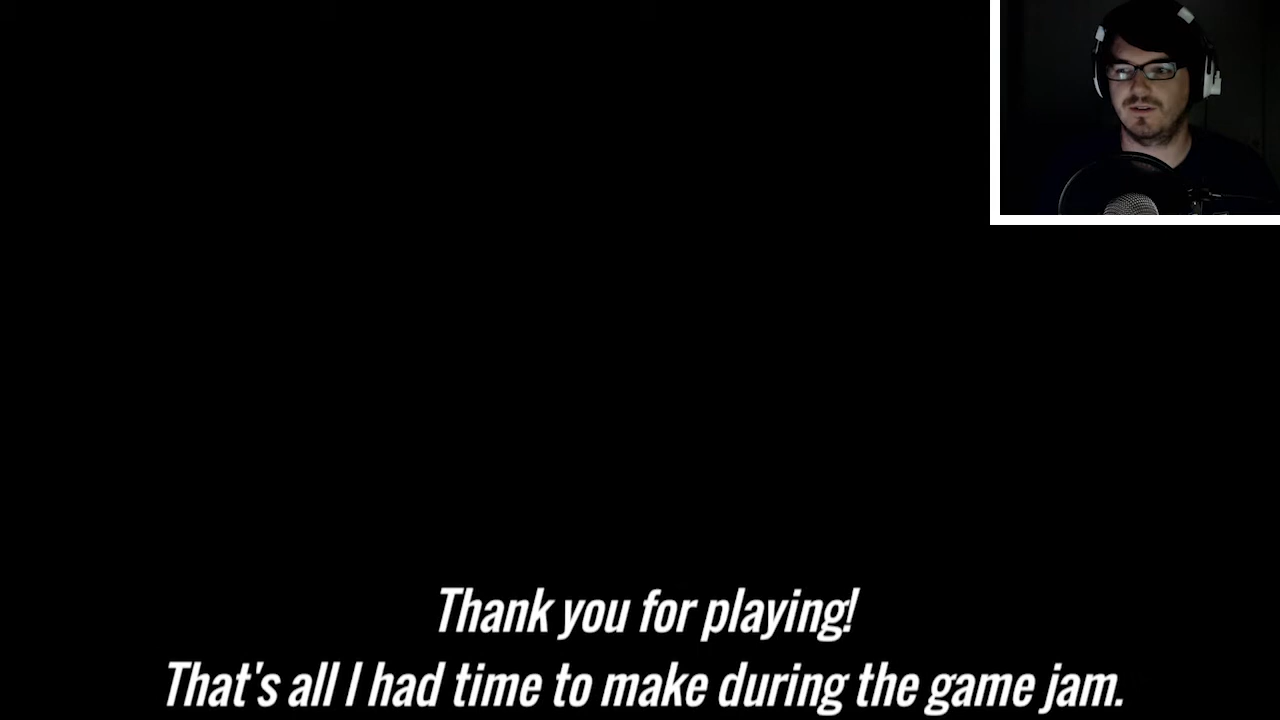 Thank you for playing!
That's all I had time to make during the game jam.